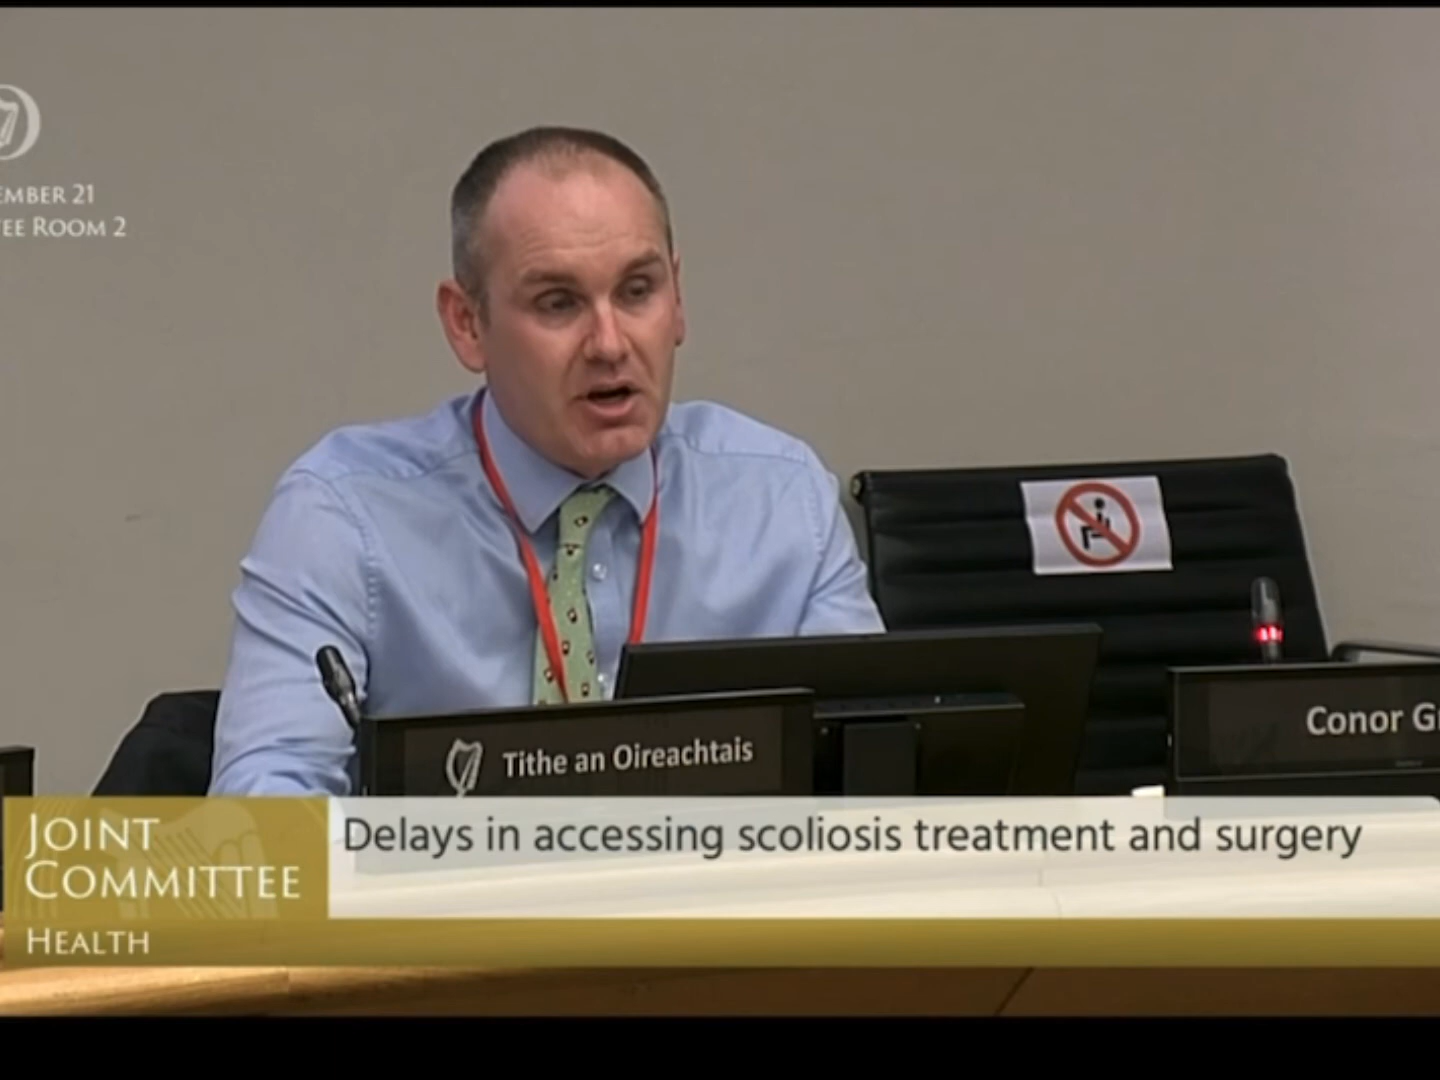 EMBER 21
EE ROOM 2
Tithe an Oireachtais
Conor G
JOINT
COMMITTEE
HEALTH
Delays in accessing scoliosis treatment and surgery